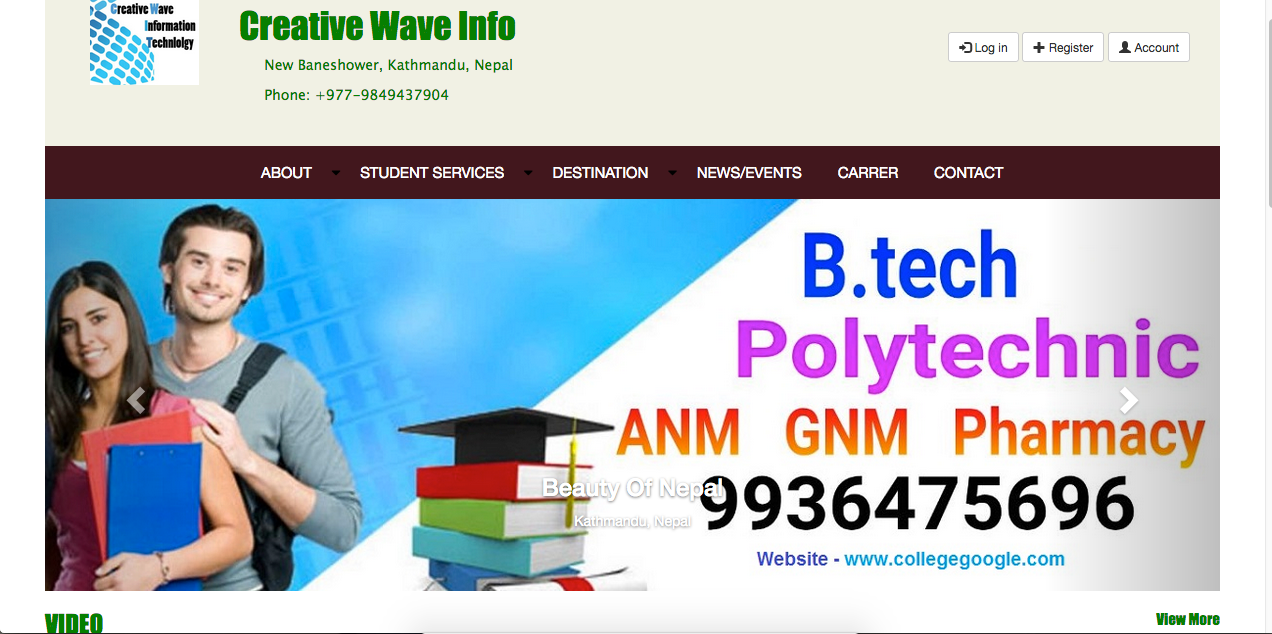 Creative Wave
Information
Techniolgy
Creative Wave Info
New Baneshower, Kathmandu, Nepal
Phone: +977-9849437904
Log in
Register
Account
ABOUT
STUDENT SERVICES
DESTINATION
NEWS/EVENTS
CARRER
CONTACT
B.tech
Polytechnic
ANM GNM Pharmacy
9936475696
Website - www.collegegoogle.com
Beauty Of Nepal
Kathmandu, Nepal
VIDEO
View More